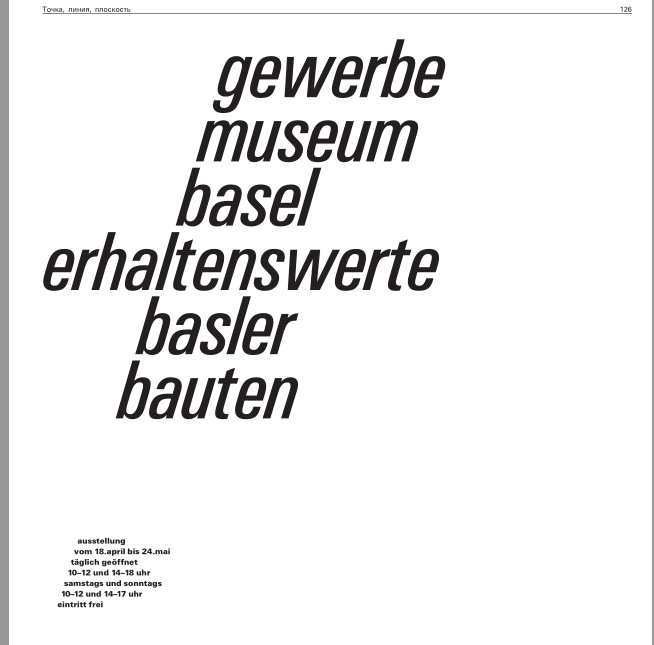 Точка, линия, плоскость 126
gewerbe
museum
basel
erhaltenswerte
basler
bauten
ausstellung
vom 18.april bis 24.mai
täglich geöffnet
10–12 und 14–18 uhr
samstags und sonntags
10–12 und 14–17 uhr
eintritt frei